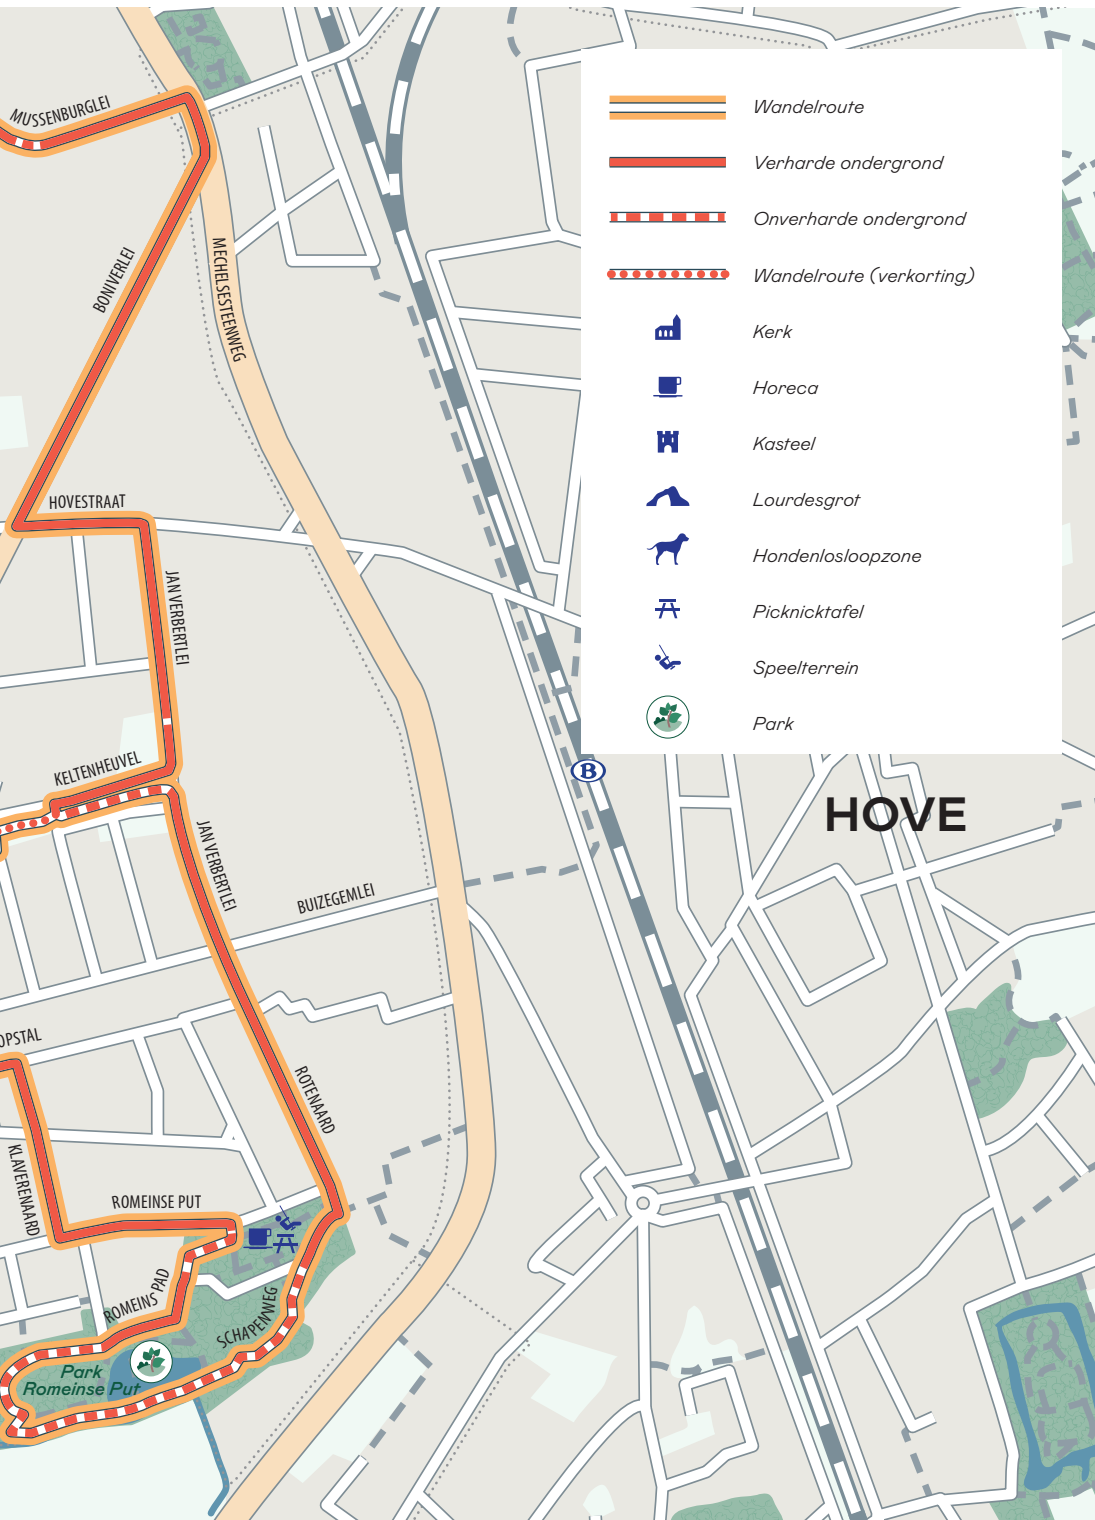 MUSSENBURGLEI
BONIVERLEI
MECHELSESTEENWEG
HOVESTRAAT
JAN VERBERTLEI
KELTENHEUVEL
JAN VERBERTLEI
BUIZEGEMLEI
OPSTAL
ROTENAARD
KLAVERENAARD
ROMEINSE PUT
ROMEINS PAD
SCHAPENWEG
Park
Romeinse Put
Wandelroute
Verharde ondergrond
Onverharde ondergrond
Wandelroute (verkorting)
Kerk
Horeca
Kasteel
Lourdesgrot
Hondenlosloopzone
Picknicktafel
Speelterrein
Park
B
HOVE